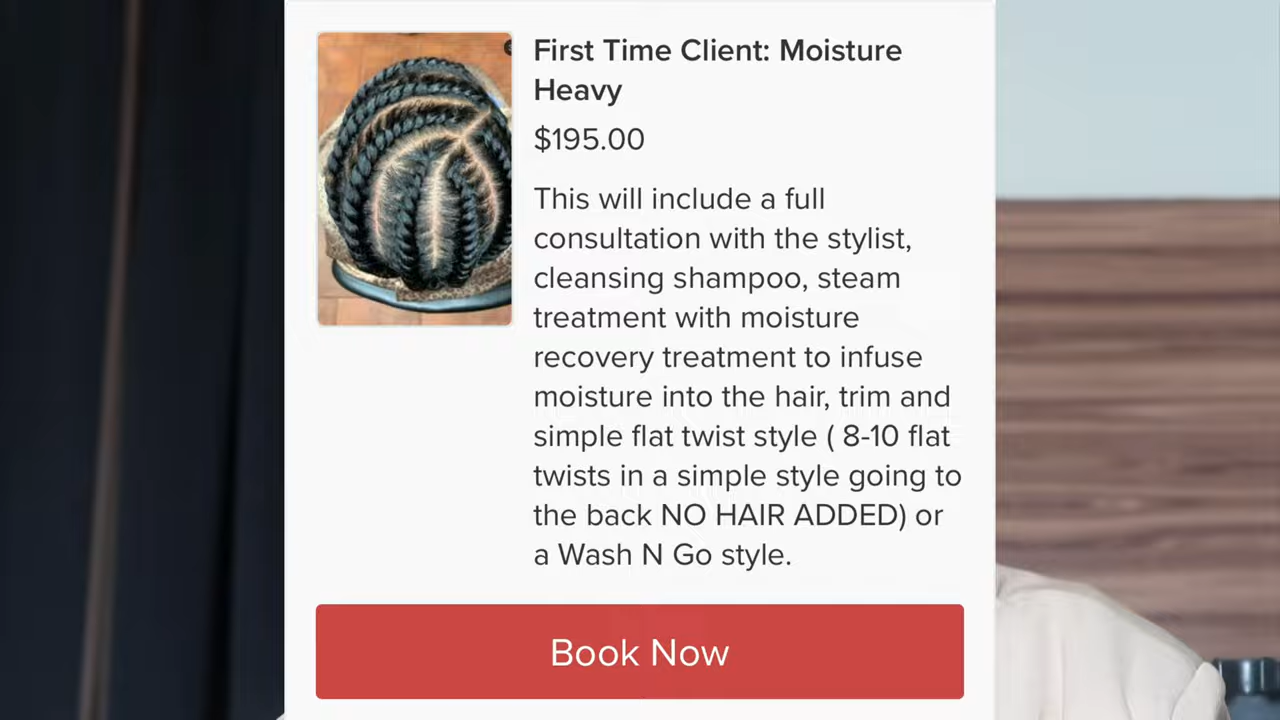 First Time Client: Moisture
Heavy
$195.00
This will include a full
consultation with the stylist,
cleansing shampoo, steam
treatment with moisture
recovery treatment to infuse
moisture into the hair, trim and
simple flat twist style ( 8-10 flat
twists in a simple style going to
the back NO HAIR ADDED) or
a Wash N Go style.
Book Now